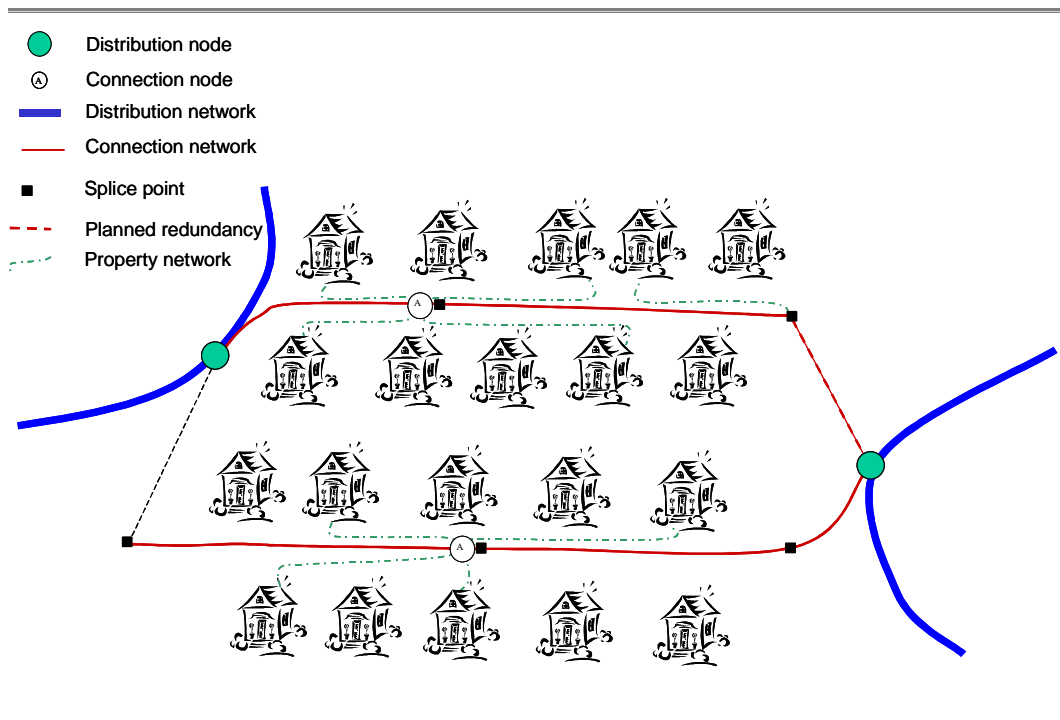 Distribution node
A
Connection node
Distribution network
Connection network
Splice point
Planned redundancy
Property network
A
A